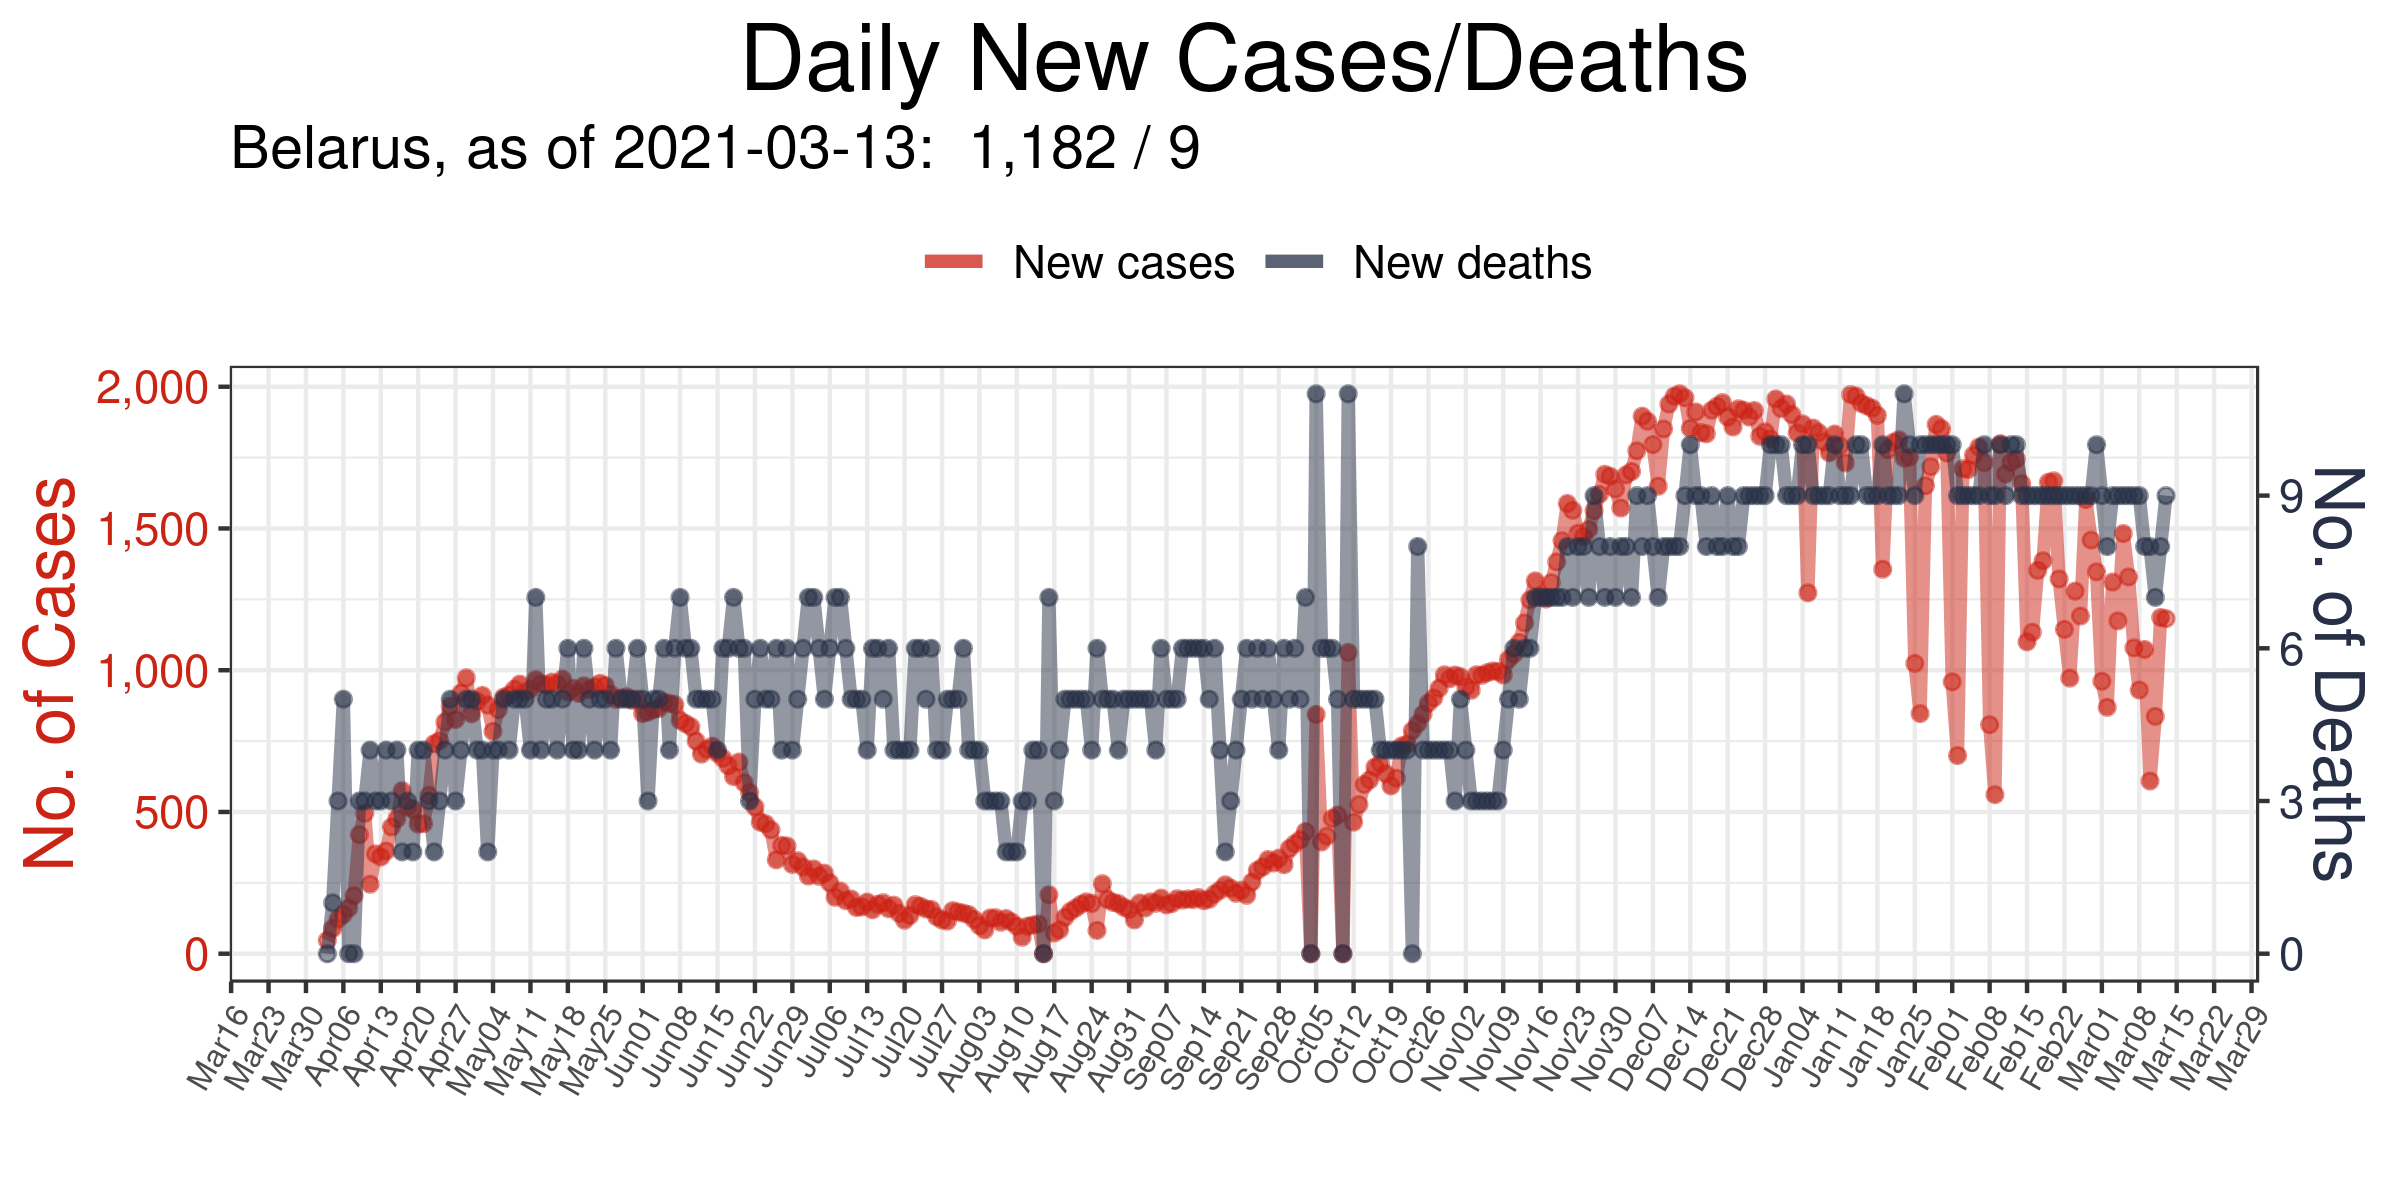 Daily New Cases/Deaths
Belarus, as of 2021-03-13:  1,182 / 9
New cases New deaths
No. of Cases
2,000
1,500
1,000
500
0
9
6
3
0
No. of Deaths
Mar16 Mar23 Mar30 Apr06 Apr13 Apr20 Apr27 May04 May11 May18 May25 Jun01 Jun08 Jun15 Jun22 Jun29 Jul06 Jul13 Jul20 Jul27 Aug03 Aug10 Aug17 Aug24 Aug31 Sep07 Sep14 Sep21 Sep28 Oct05 Oct12 Oct19 Oct26 Nov02 Nov09 Nov16 Nov23 Nov30 Dec07 Dec14 Dec21 Dec28 Jan04 Jan11 Jan18 Jan25 Feb01 Feb08 Feb15 Feb22 Mar01 Mar08 Mar15 Mar22 Mar29